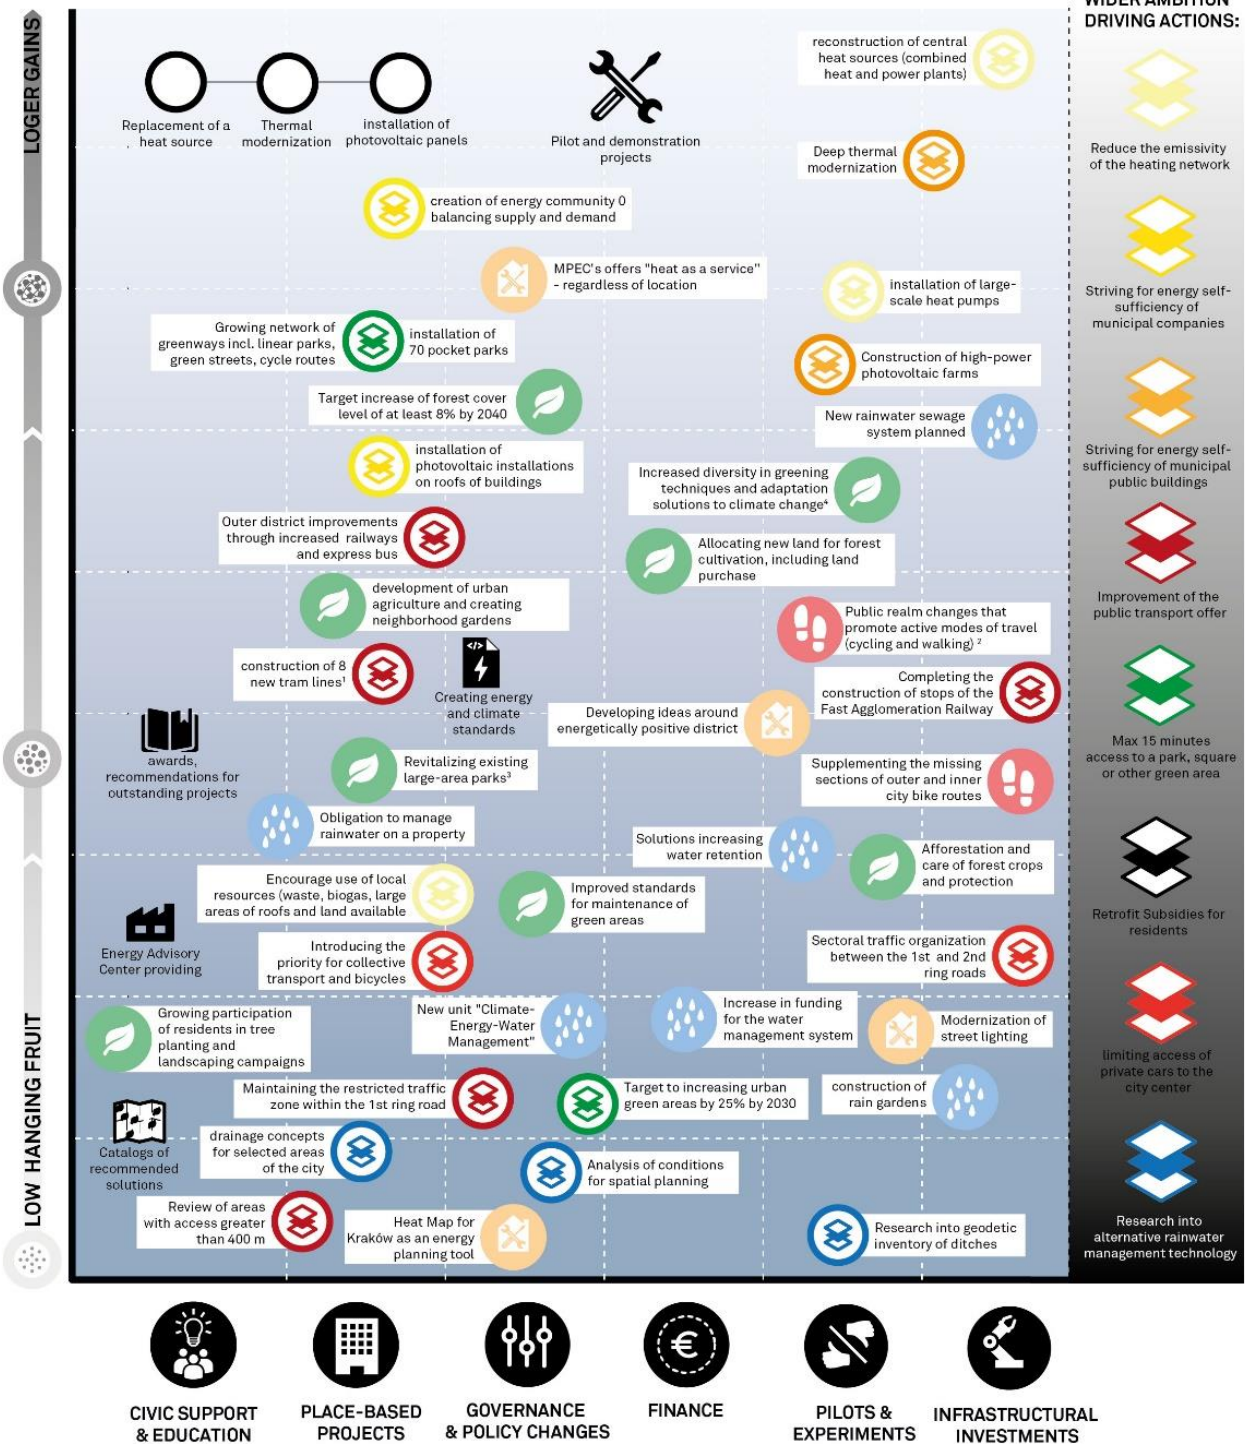 WIDER AMBITION
DRIVING ACTIONS:
LOGER GAINS
LOW HANGING FRUIT
Replacement of a
heat source
Thermal
modernization
installation of
photovoltaic panels
Pilot and demonstration
projects
reconstruction of central
heat sources (combined
heat and power plants)
Deep thermal
modernization
creation of energy community 0
balancing supply and demand
MPEC's offers "heat as a service"
- regardless of location
installation of large-
scale heat pumps
Growing network of
greenways incl. linear parks,
green streets, cycle routes
installation of
70 pocket parks
Construction of high-power
photovoltaic farms
Target increase of forest cover
level of at least 8% by 2040
New rainwater sewage
system planned
installation of
photovoltaic installations
on roofs of buildings
Increased diversity in greening
techniques and adaptation
solutions to climate change⁴
Outer district improvements
through increased railways
and express bus
Allocating new land for forest
cultivation, including land
purchase
development of urban
agriculture and creating
neighborhood gardens
Public realm changes that
promote active modes of travel
(cycling and walking) ²
construction of 8
new tram lines¹
</>
Creating energy
and climate
standards
Completing the
construction of stops of the
Fast Agglomeration Railway
Developing ideas around
energetically positive district
awards,
recommendations for
outstanding projects
Revitalizing existing
large-area parks³
Supplementing the missing
sections of outer and inner
city bike routes
Obligation to manage
rainwater on a property
Solutions increasing
water retention
Afforestation and
care of forest crops
and protection
Encourage use of local
resources (waste, biogas, large
areas of roofs and land available
Improved standards
for maintenance of
green areas
Energy Advisory
Center providing
Introducing the
priority for collective
transport and bicycles
Sectoral traffic organization
between the 1st and 2nd
ring roads
Growing participation
of residents in tree
planting and
landscaping campaigns
New unit "Climate-
Energy-Water
Management"
Increase in funding
for the water
management system
Modernization of
street lighting
Maintaining the restricted traffic
zone within the 1st ring road
Target to increasing urban
green areas by 25% by 2030
construction of
rain gardens
Catalogs of
recommended
solutions
drainage concepts
for selected areas
of the city
Analysis of conditions
for spatial planning
Review of areas
with access greater
than 400 m
Heat Map for
Kraków as an energy
planning tool
Research into geodetic
inventory of ditches
Reduce the emissivity
of the heating network
Striving for energy self-
sufficiency of
municipal companies
Striving for energy self-
sufficiency of municipal
public buildings
Improvement of the
public transport offer
Max 15 minutes
access to a park, square
or other green area
Retrofit Subsidies for
residents
limiting access of
private cars to the
city center
Research into
alternative rainwater
management technology
€
CIVIC SUPPORT
& EDUCATION
PLACE-BASED
PROJECTS
GOVERNANCE
& POLICY CHANGES
FINANCE
PILOTS &
EXPERIMENTS
INFRASTRUCTURAL
INVESTMENTS